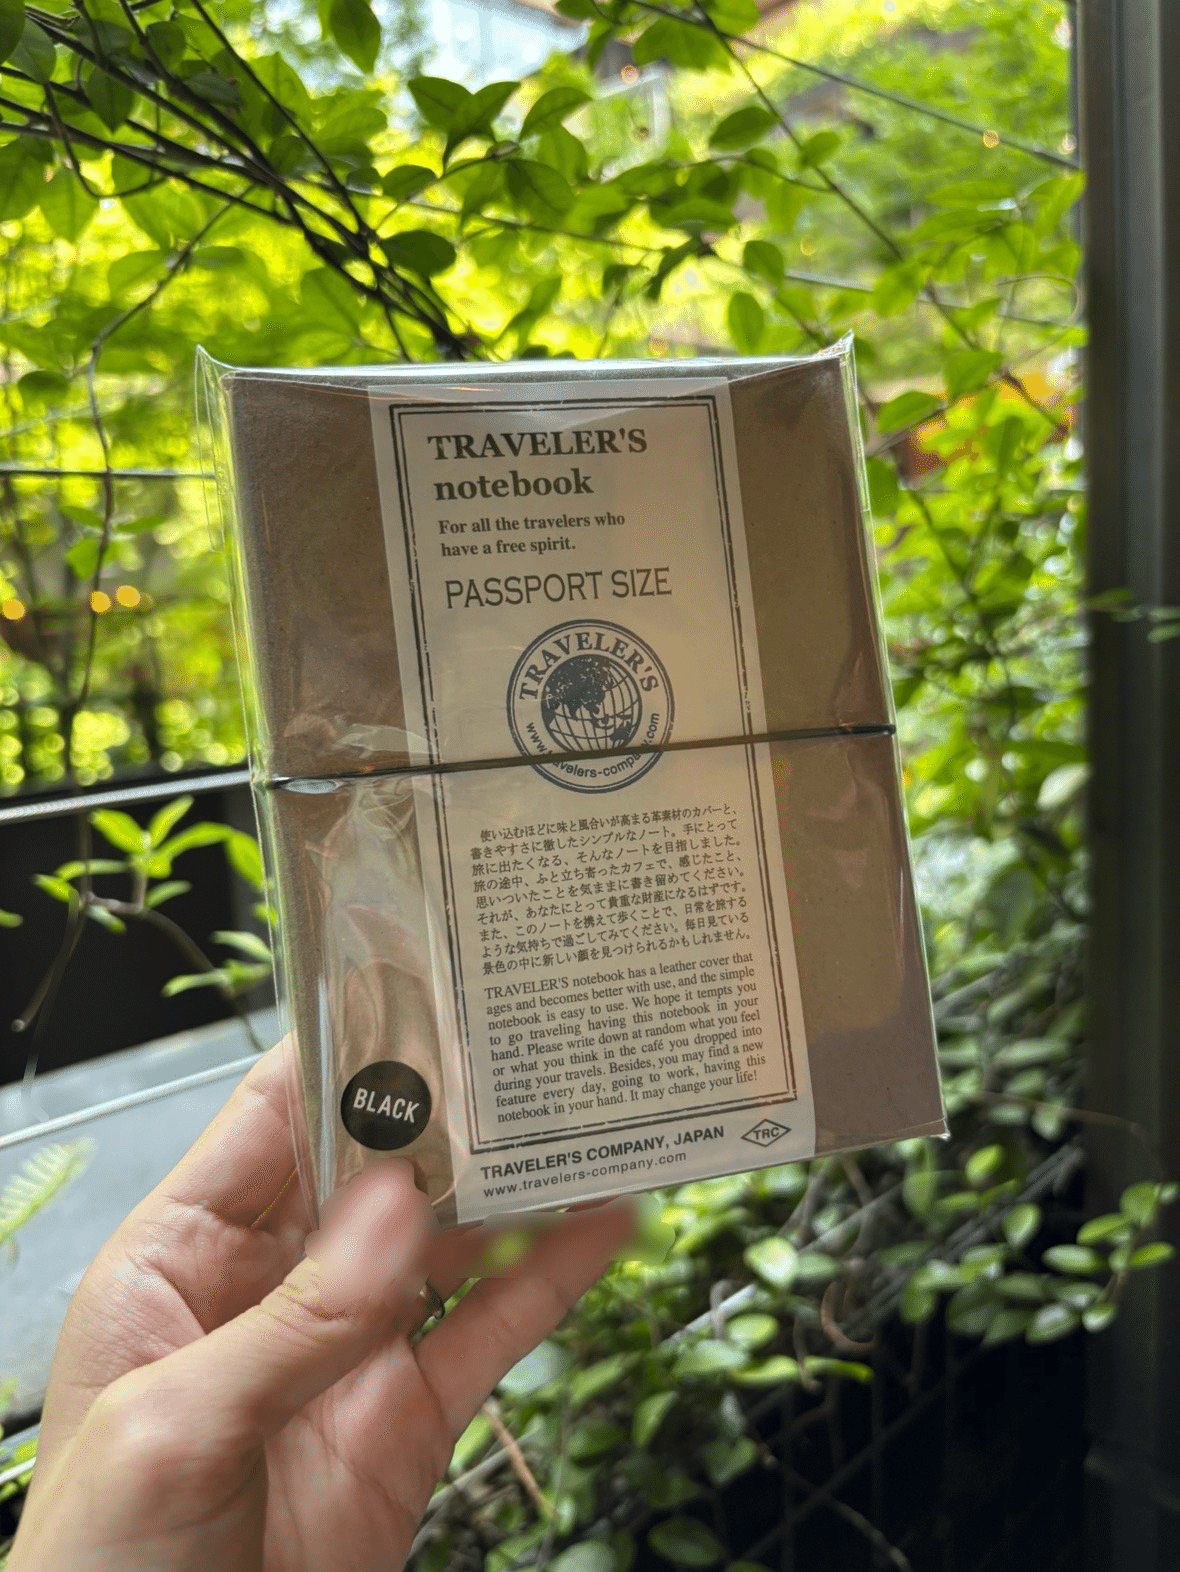 TRAVELER'S
notebook
For all the travelers who
have a free spirit.
PASSPORT SIZE
TRAVELER'S
www.travelers-company.com
使い込むほどに味と風合いが高まる革素材のカバーと、
書きやすさに徹したシンプルなノート。手にとって
旅に出たくなる、そんなノートを目指しました。
旅の途中、ふと立ち寄ったカフェで、感じたこと、
思いついたことを気ままに書き留めてください。
それが、あなたにとって貴重な財産になるはずです。
また、このノートを携えて歩くことで、日常を旅する
ような気持ちで過ごしてみてください。毎日見ている
景色の中に新しい顔を見つけられるかもしれません。
TRAVELER'S notebook has a leather cover that
ages and becomes better with use, and the simple
notebook is easy to use. We hope it tempts you
to go traveling having this notebook in your
hand. Please write down at random what you feel
or what you think in the café you dropped into
during your travels. Besides, you may find a new
feature every day, going to work, having this
notebook in your hand. It may change your life!
BLACK
TRAVELER'S COMPANY, JAPAN
TRC
www.travelers-company.com